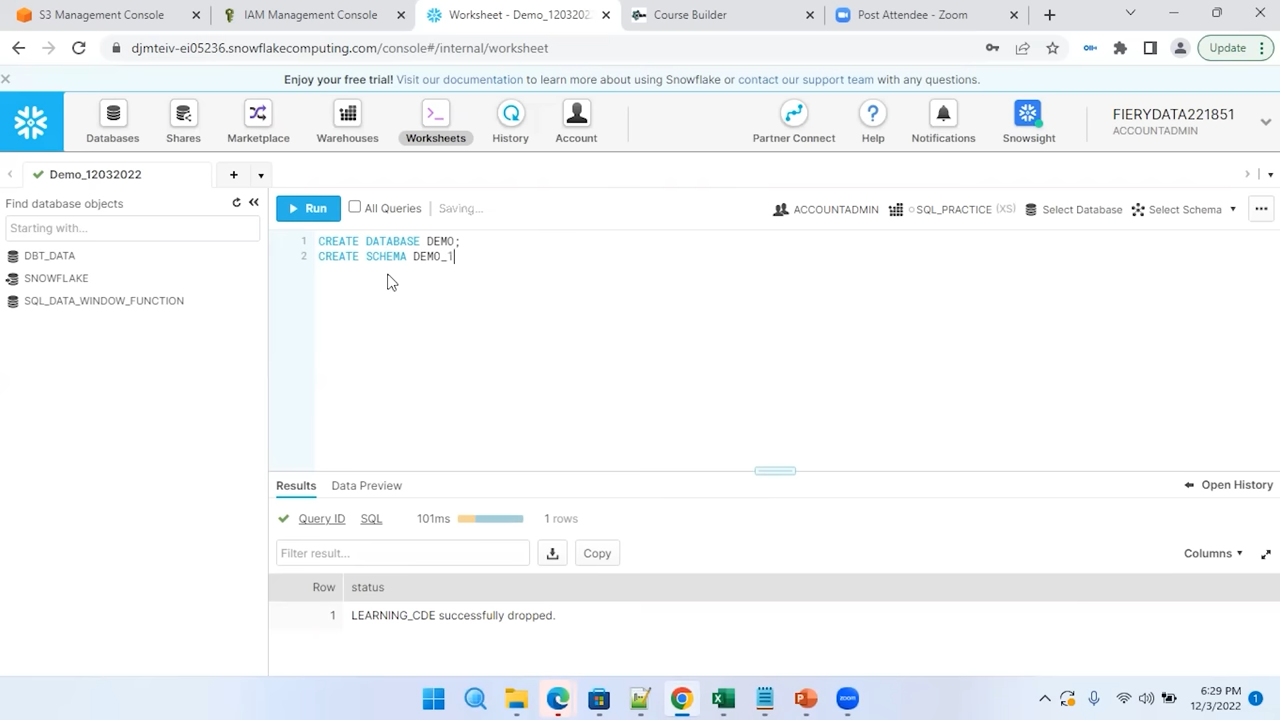 S3 Management Console
IAM Management Console
Worksheet - Demo_12032022
Course Builder
Post Attendee - Zoom
djmteiv-ei05236.snowflakecomputing.com/console#/internal/worksheet
Update
Enjoy your free trial! Visit our documentation to learn more about using Snowflake or contact our support team with any questions.
Databases
Shares
Marketplace
Warehouses
Worksheets
History
Account
Partner Connect
Help
Notifications
Snowsight
FIERYDATA221851
ACCOUNTADMIN
Demo_12032022
Find database objects
Starting with...
DBT_DATA
SNOWFLAKE
SQL_DATA_WINDOW_FUNCTION
Run
All Queries
Saving...
ACCOUNTADMIN
SQL_PRACTICE (XS)
Select Database
Select Schema
1 CREATE DATABASE DEMO;
2 CREATE SCHEMA DEMO_1
Results
Data Preview
Open History
Query ID
SQL
101ms
1 rows
Filter result...
Copy
Columns
Row
status
1
LEARNING_CDE successfully dropped.
zoom
6:29 PM
12/3/2022
1